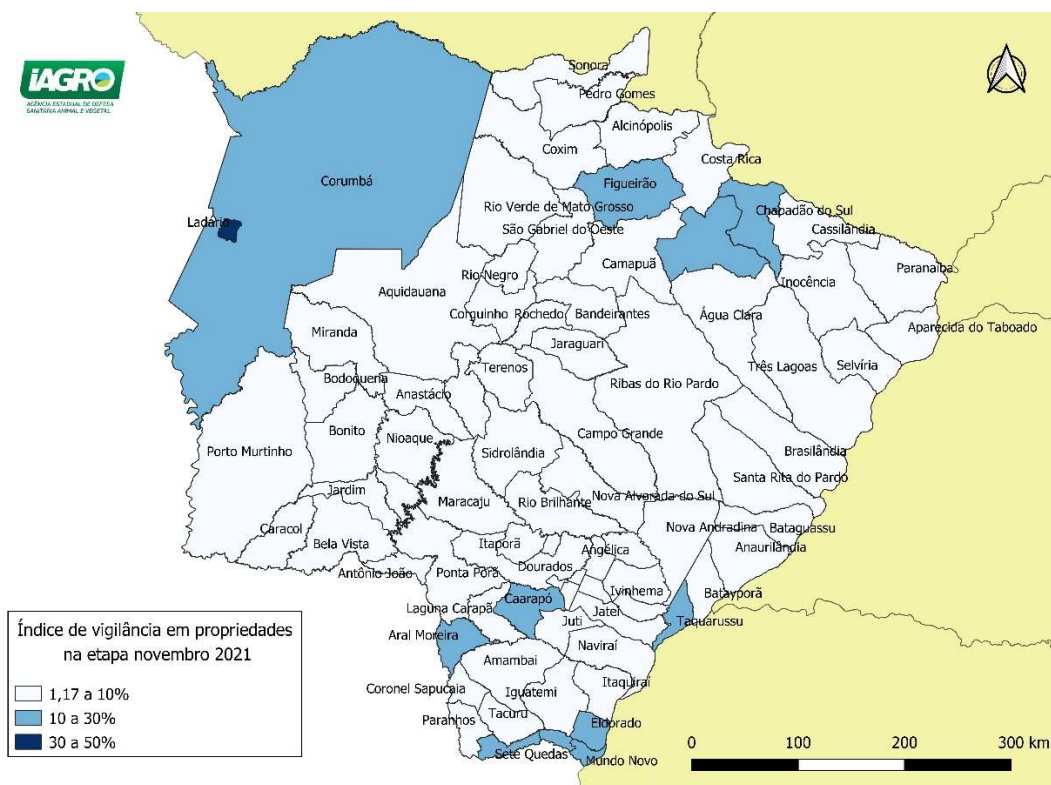 iAGRO
AGÊNCIA ESTADUAL DE DEFESA
SANITÁRIA ANIMAL E VEGETAL
Sonora
Pedro Gomes
Alcinópolis
Coxim
Costa Rica
Corumbá
Figueirão
Rio Verde de Mato Grosso
Chapadão do Sul
Ladário
São Gabriel do Oeste
Cassilândia
Camapuã
Paranaíba
Rio Negro
Inocência
Aquidauana
Corguinho
Rochedo
Bandeirantes
Água Clara
Aparecida do Taboado
Miranda
Jaraguari
Terenos
Três Lagoas
Selvíria
Bodoquena
Anastácio
Ribas do Rio Pardo
Bonito
Nioaque
Campo Grande
Porto Murtinho
Sidrolândia
Brasilândia
Santa Rita do Pardo
Jardim
Maracaju
Rio Brilhante
Nova Alvorada do Sul
Caracol
Nova Andradina
Bataguassu
Bela Vista
Itaporã
Angélica
Anaurilândia
Antônio João
Ponta Porã
Dourados
Ivinhema
Batayporã
Laguna Carapã
Caarapó
Jateí
Juti
Taquarussu
Aral Moreira
Naviraí
Amambai
Coronel Sapucaia
Iguatemi
Itaquiraí
Tacuru
Paranhos
Eldorado
Sete Quedas
Mundo Novo
Índice de vigilância em propriedades
na etapa novembro 2021
1,17 a 10%
10 a 30%
30 a 50%
0 100 200 300 km